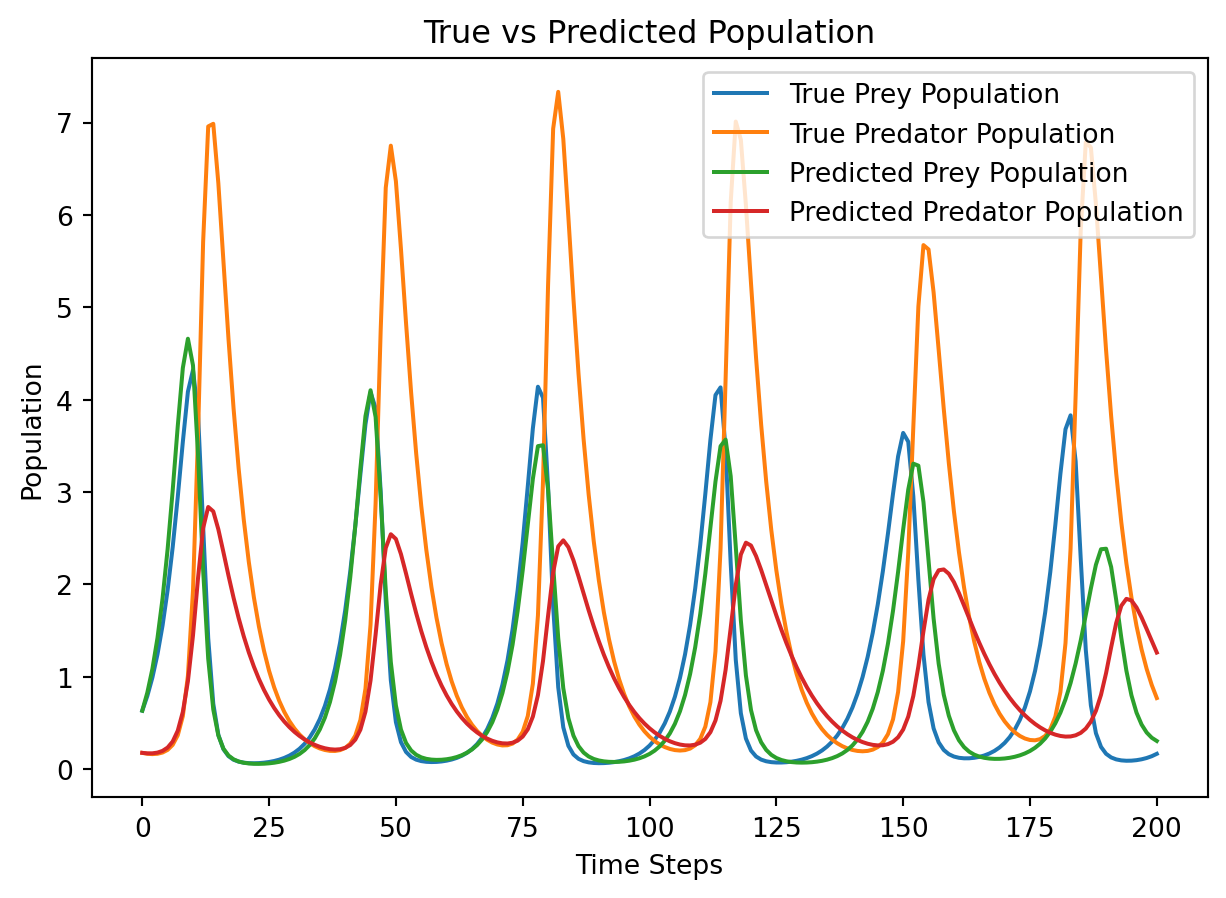 True vs Predicted Population
True Prey Population
True Predator Population
Predicted Prey Population
Predicted Predator Population
Population
7
6
5
4
3
2
1
0
0 25 50 75 100 125 150 175 200
Time Steps